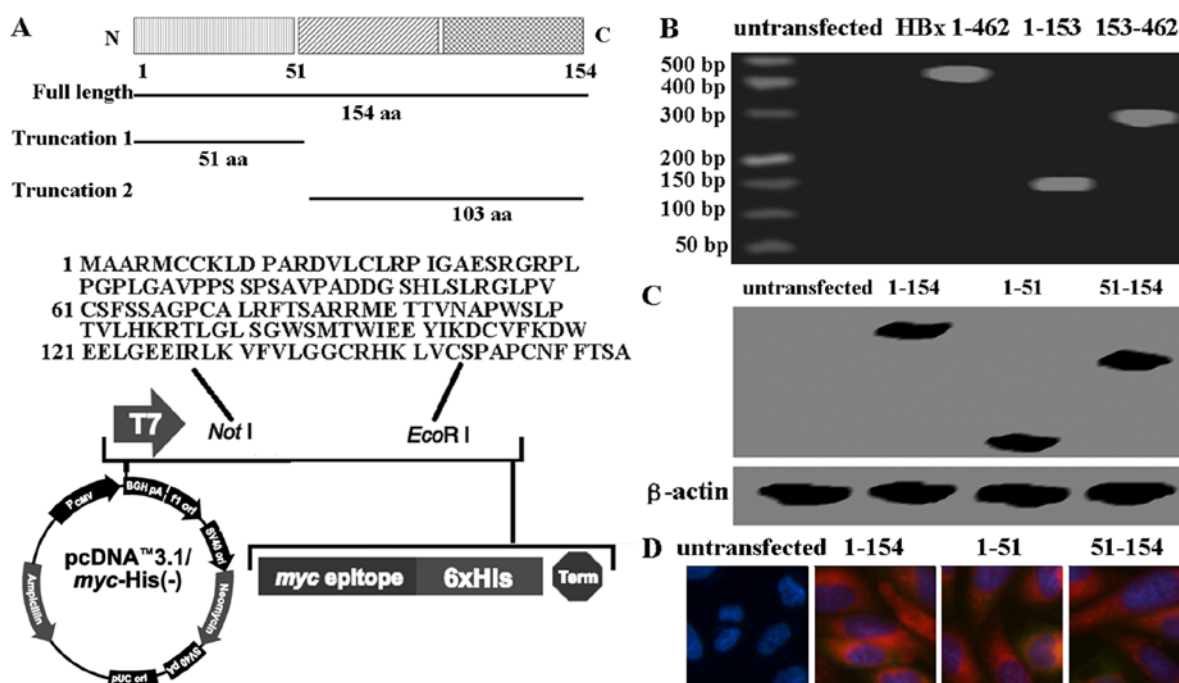 A
N
C
1 51 154
Full length
154 aa
Truncation 1
51 aa
Truncation 2
103 aa
1 MAARMCCKLD PARDVLCLRP IGAESRGRPL
PGPLGAVPPS SPSAVPADDG SHLSLRGLPV
61 CSFSSAGPCA LRFTSARRME TTVNAPWSLP
TVLHKRTLGL SGWSMTWIEE YIKDCVFKDW
121 EELGEEIRLK VFVLGGCRHK LVCSPAPCNF FTSA
T7
Not I
EcoR I
PCMV
BGH pA
f1 ori
SV40 ori
Neomycin
SV40 pA
pUC ori
Ampicillin
pcDNA™3.1/
myc-His(-)
myc epitope 6xHis Term
B
untransfected HBx 1-462 1-153 153-462
500 bp
400 bp
300 bp
200 bp
150 bp
100 bp
50 bp
C
untransfected 1-154 1-51 51-154
β-actin
D untransfected 1-154 1-51 51-154